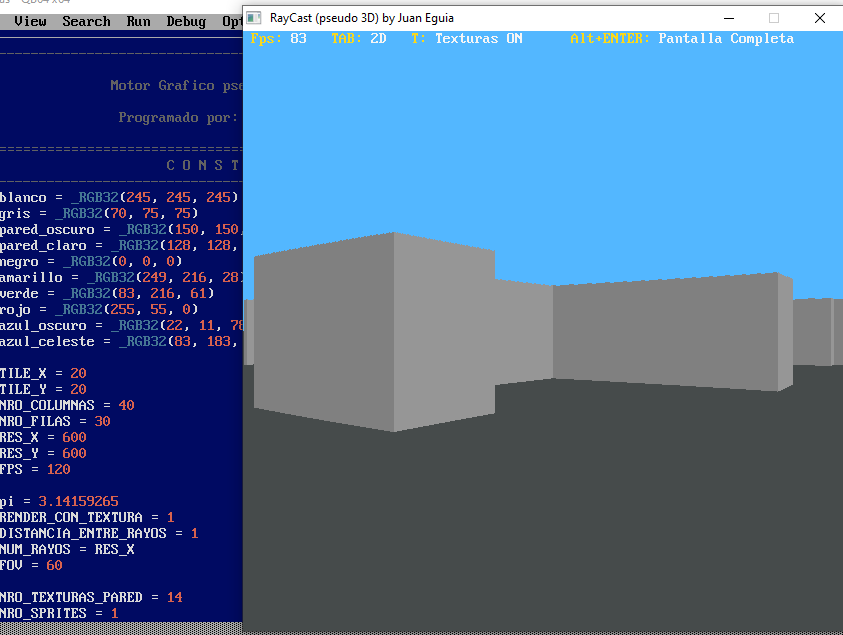 View Search Run Debug Opt
Motor Grafico pse
Programado por:
C O N S T
blanco = _RGB32(245, 245, 245)
gris = _RGB32(70, 75, 75)
pared_oscuro = _RGB32(150, 150,
pared_claro = _RGB32(128, 128,
negro = _RGB32(0, 0, 0)
amarillo = _RGB32(249, 216, 28)
verde = _RGB32(83, 216, 61)
rojo = _RGB32(255, 55, 0)
azul_oscuro = _RGB32(22, 11, 78
azul_celeste = _RGB32(83, 183,
TILE_X = 20
TILE_Y = 20
NRO_COLUMNAS = 40
NRO_FILAS = 30
RES_X = 600
RES_Y = 600
FPS = 120
pi = 3.14159265
RENDER_CON_TEXTURA = 1
DISTANCIA_ENTRE_RAYOS = 1
NUM_RAYOS = RES_X
FOV = 60
NRO_TEXTURAS_PARED = 14
NRO_SPRITES = 1
RayCast (pseudo 3D) by Juan Eguia
Fps: 83 TAB: 2D T: Texturas ON Alt+ENTER: Pantalla Completa